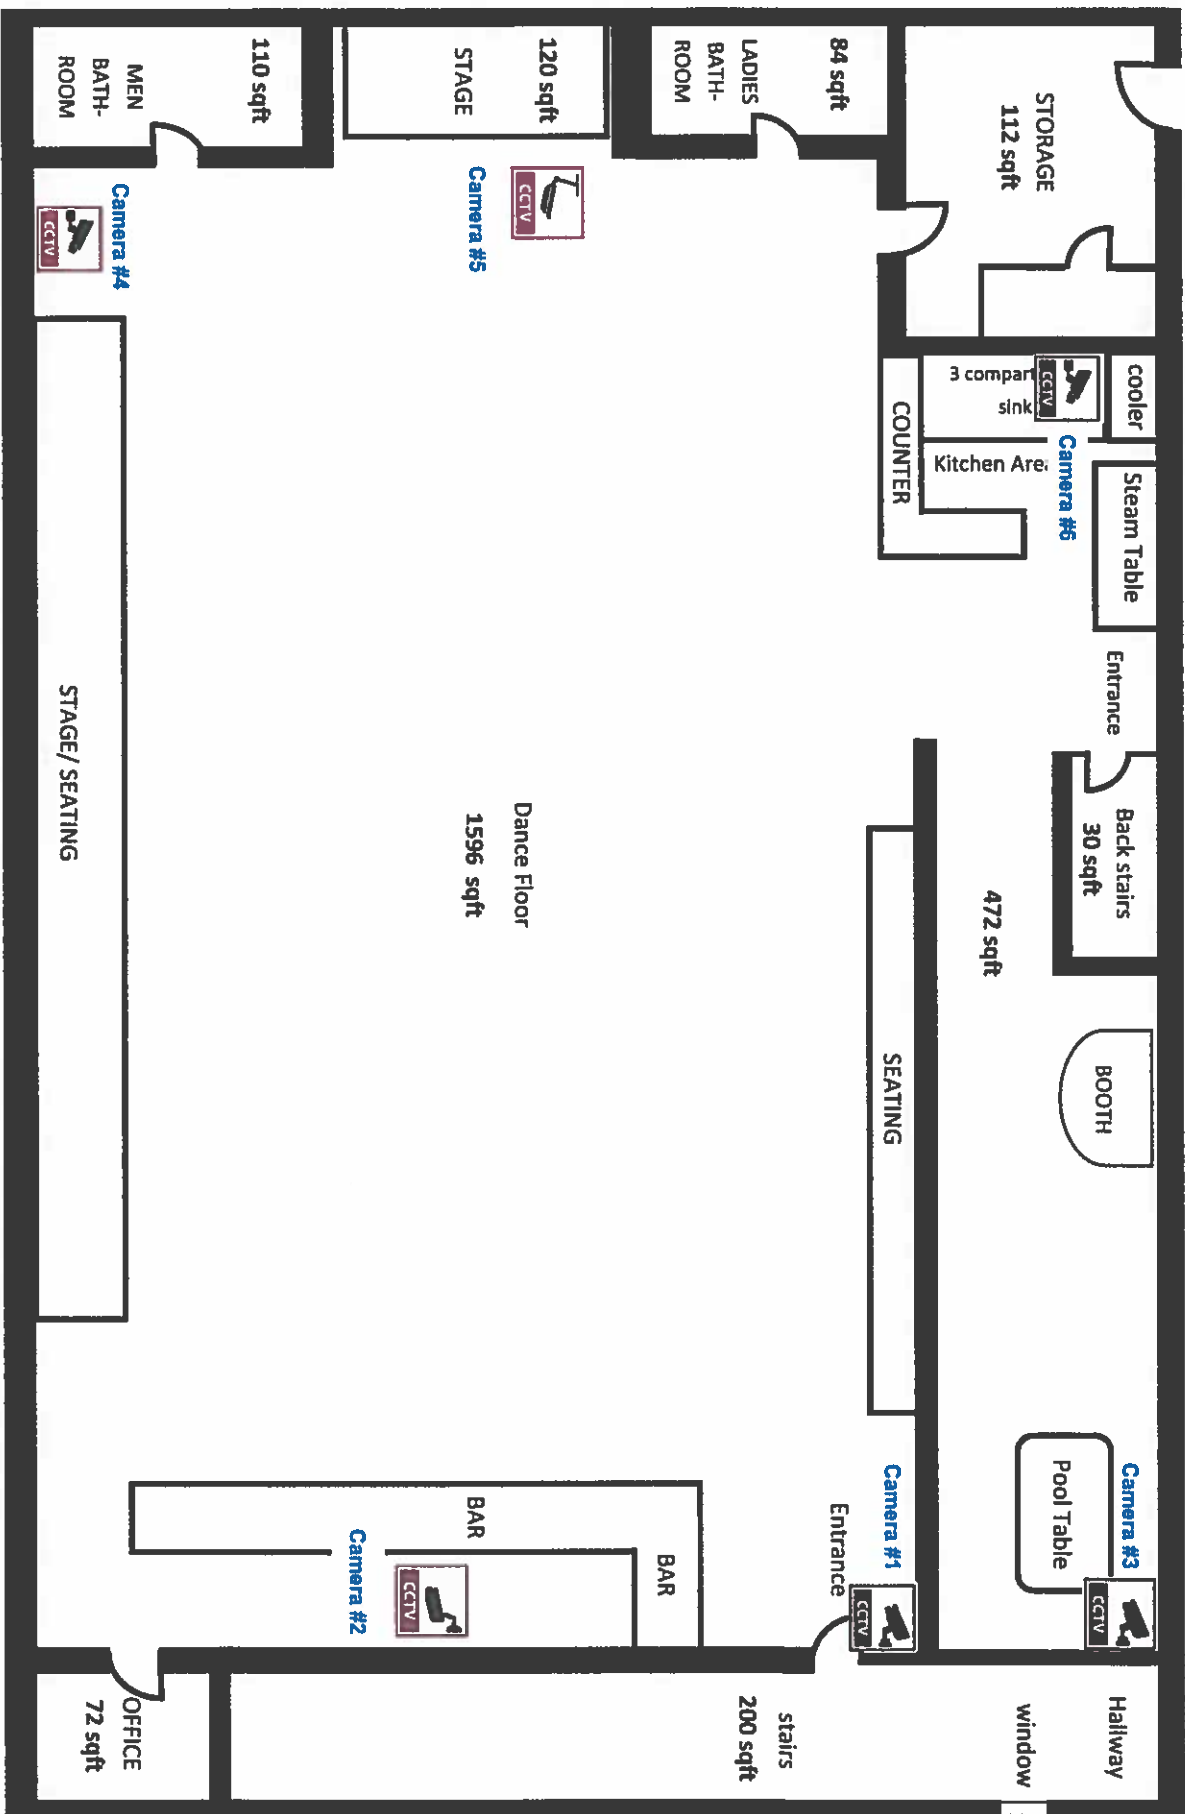 STORAGE
112 sqft
84 sqft
LADIES
BATH-
ROOM
120 sqft
STAGE
110 sqft
MEN
BATH-
ROOM
cooler
CCTV
3 compart
sink
Camera #6
Kitchen Area
COUNTER
Steam Table
Entrance
Back stairs
30 sqft
472 sqft
BOOTH
Camera #3
CCTV
Pool Table
Hallway
window
SEATING
Camera #1
CCTV
Entrance
stairs
200 sqft
CCTV
Camera #5
Dance Floor
1596 sqft
BAR
BAR
CCTV
Camera #2
Camera #4
CCTV
STAGE/ SEATING
OFFICE
72 sqft